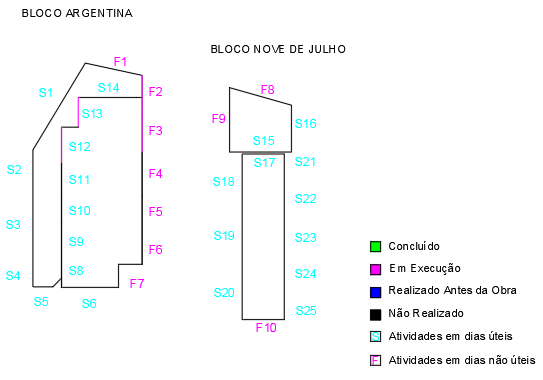 BLOCO ARGENTINA
F1
S1
S14
F2
S13
F3
S12
S2
S11
F4
S10
F5
S3
S9
F6
S8
S4
F7
S5
S6
BLOCO NOVE DE JULHO
F8
F9
S16
S15
S17
S21
S18
S22
S19
S23
S24
S20
S25
F10
Concluído
Em Execução
Realizado Antes da Obra
Não Realizado
S Atividades em dias úteis
F Atividades em dias não úteis